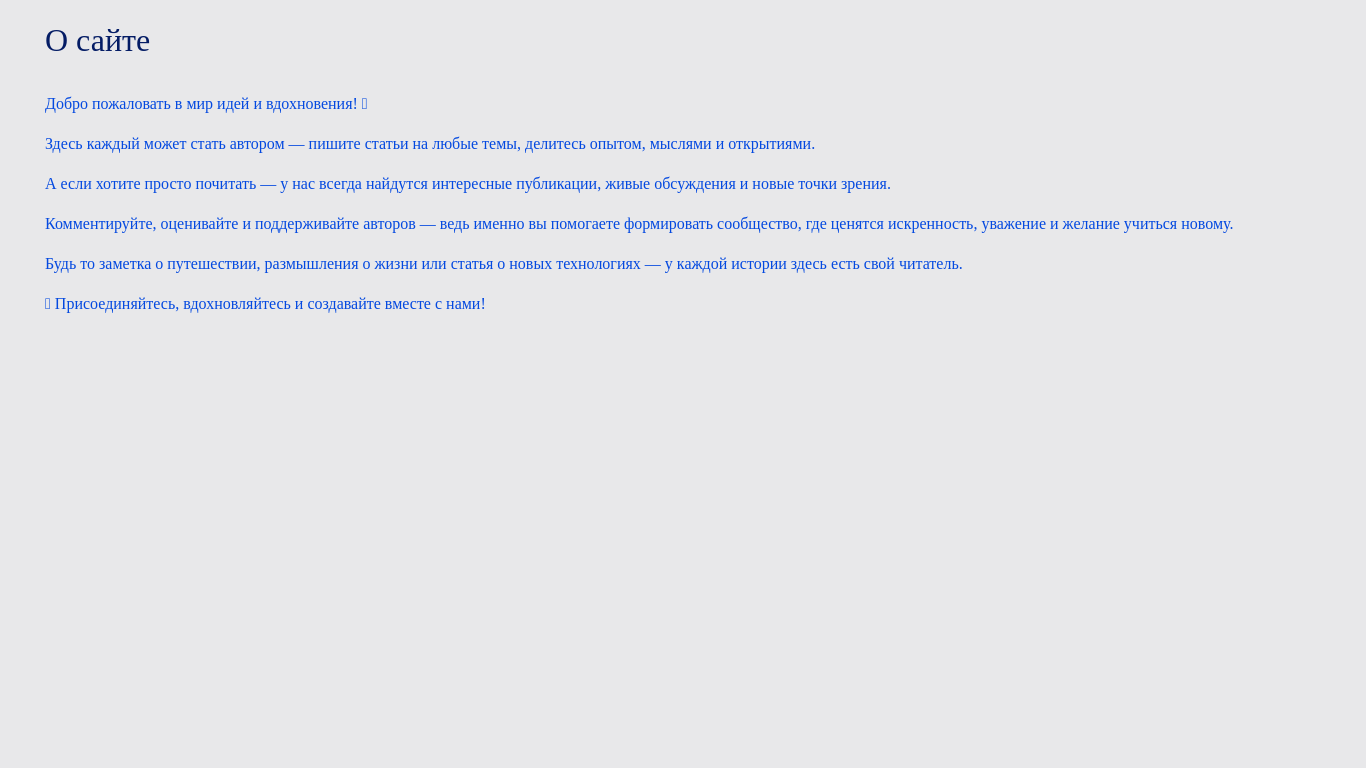 О сайте
Добро пожаловать в мир идей и вдохновения!
Здесь каждый может стать автором — пишите статьи на любые темы, делитесь опытом, мыслями и открытиями.
А если хотите просто почитать — у нас всегда найдутся интересные публикации, живые обсуждения и новые точки зрения.
Комментируйте, оценивайте и поддерживайте авторов — ведь именно вы помогаете формировать сообщество, где ценятся искренность, уважение и желание учиться новому.
Будь то заметка о путешествии, размышления о жизни или статья о новых технологиях — у каждой истории здесь есть свой читатель.
Присоединяйтесь, вдохновляйтесь и создавайте вместе с нами!